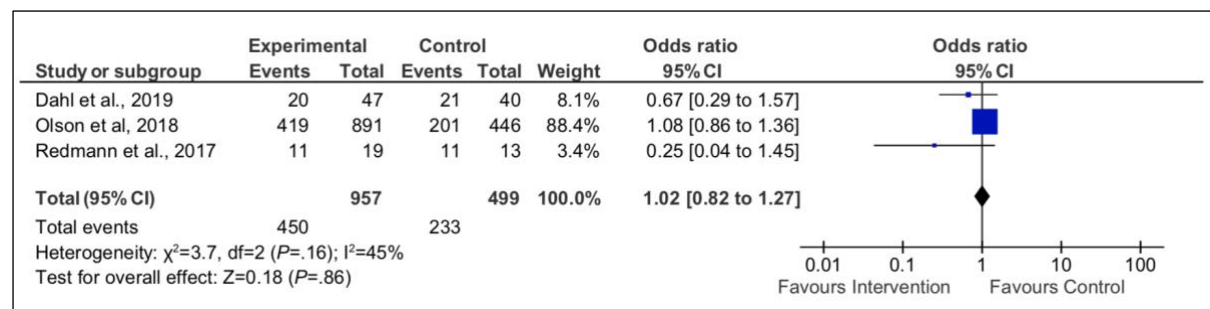 Experimental Control Odds ratio Odds ratio
Study or subgroup Events Total Events Total Weight 95% CI 95% CI
Dahl et al., 2019 20 47 21 40 8.1% 0.67 [0.29 to 1.57]
Olson et al, 2018 419 891 201 446 88.4% 1.08 [0.86 to 1.36]
Redmann et al., 2017 11 19 11 13 3.4% 0.25 [0.04 to 1.45]
Total (95% CI) 957 499 100.0% 1.02 [0.82 to 1.27]
Total events 450 233
Heterogeneity: χ²=3.7, df=2 (P=.16); I²=45%
Test for overall effect: Z=0.18 (P=.86)
0.01 0.1 1 10 100
Favours Intervention Favours Control